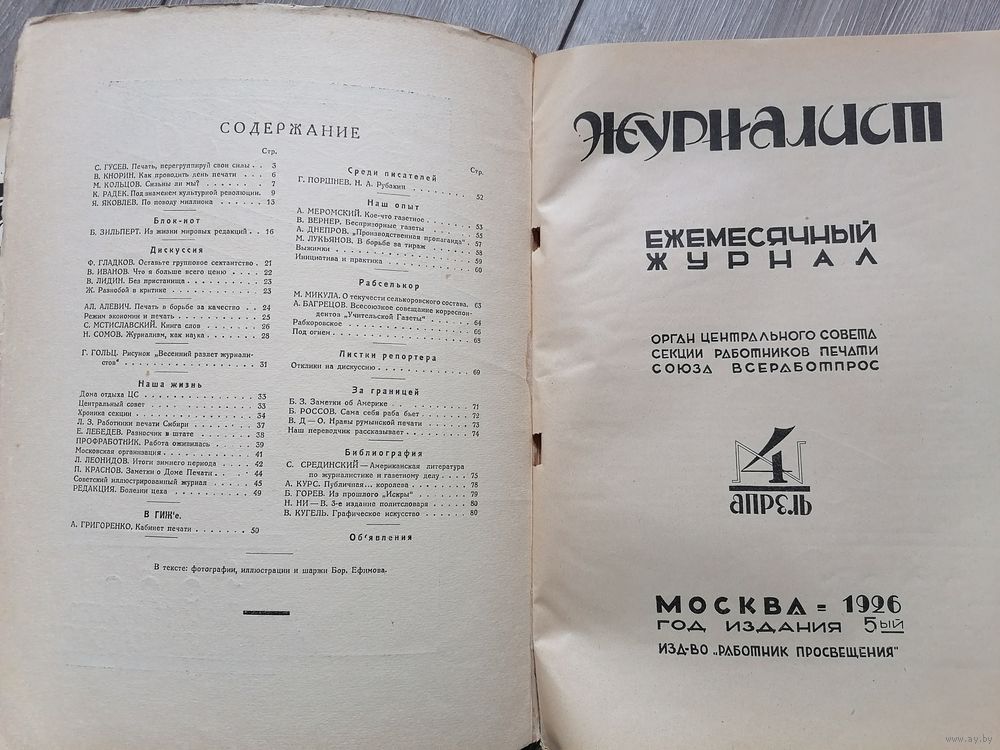 СОДЕРЖАНИЕ
Стр.
С. ГУСЕВ. Печать, перегруппируй свои силы . . 3
В. КНОРИН. Как проводить день печати . . . . 6
М. КОЛЬЦОВ. Сильны ли мы? . . . . . . . 7
К. РАДЕК. Под знаменем культурной революции. 9
Я. ЯКОВЛЕВ. По поводу миллиона . . . . . 13
Блок-нот
Б. ЗИЛЬПЕРТ. Из жизни мировых редакций . . 16
Дискуссия
Ф. ГЛАДКОВ. Оставьте групповое сектантство . 21
В. ИВАНОВ. Что я больше всего ценю . . . . 22
В. ЛИДИН. Без пристанища . . . . . . . 22
Ж. Разнобой в критике . . . . . . . . 23
АЛ. АЛЕВИЧ. Печать в борьбе за качество . . 24
Режим экономии и печать . . . . . . . . 25
С. МСТИСЛАВСКИЙ. Книга слов . . . . . . 26
Н. СОМОВ. Журнализм, как наука . . . . . . 28
Г. ГОЛЬЦ. Рисунок „Весенний разлет журнали-
стов“ . . . . . . . . . . . . . 31
Наша жизнь
Дома отдыха ЦС . . . . . . . . . . 33
Центральный совет . . . . . . . . . . 33
Хроника секции . . . . . . . . . . . 34
Л. З. Работники печати Сибири . . . . . . 37
Е. ЛЕБЕДЕВ. Разносчик в штате . . . . . . 38
ПРОФРАБОТНИК. Работа оживилась . . . . . 39
Московская организация . . . . . . . . 41
Л. ЛЕОНИДОВ. Итоги зимнего периода . . . . 42
П. КРАСНОВ. Заметки о Доме Печати . . . . 44
Советский иллюстрированный журнал . . . . 45
РЕДАКЦИЯ. Болезни цеха . . . . . . . . 49
В ГИЖ‘е.
А. ГРИГОРЕНКО. Кабинет печати . . . . . . 50
Стр.
Среди писателей
Г. ПОРШНЕВ. Н. А. Рубакин . . . . . . . 52
Наш опыт
А. МЕРОМСКИЙ. Кое-что газетное . . . . . 53
В. ВЕРНЕР. Беспризорные газеты . . . . . 55
А. ДНЕПРОВ. „Производственная пропаганда“ . 57
М. ЛУКЬЯНОВ. В борьбе за тираж . . . . . 58
Выжимки . . . . . . . . . . . . . 59
Инициатива и практика . . . . . . . . 60
Рабселькор
М. МИКУЛА. О текучести селькоровского состава. 63
А. БАГРЕЦОВ. Всесоюзное совещание корреспон-
дентов „Учительской Газеты“ . . . . . . 64
Рабкоровское . . . . . . . . . . . 66
Под огнем . . . . . . . . . . . . 68
Листки репортера
Отклики на дискуссию . . . . . . . . . 69
За границей
Б. З. Заметки об Америке . . . . . . . . 71
Б. РОССОВ. Сама себя раба бьет . . . . . . 72
В. Д—О. Нравы румынской печати . . . . . 73
Наш переводчик рассказывает . . . . . . . 74
Библиография
С. СРЕДИНСКИЙ—Американская литература
по журналистике и газетному делу . . . . 75
А. КУРС. Публичная... королева . . . . . . 78
Б. ГОРЕВ. Из прошлого „Искры“ . . . . . . 79
Н. НИ—В. 3-е издание политсловаря . . . . 80
В. КУГЕЛЬ. Графическое искусство . . . . . 80
Об‘явления
В тексте: фотографии, иллюстрации и шаржи Бор. Ефимова.
ЖУРНАЛИСТ
ЕЖЕМЕСЯЧНЫЙ
ЖУРНАЛ
ОРГАН ЦЕНТРАЛЬНОГО СОВЕТА
СЕКЦИИ РАБОТНИКОВ ПЕЧАТИ
СОЮЗА ВСЕРАБОТПРОС
4
АПРЕЛЬ
МОСКВА = 1926
ГОД ИЗДАНИЯ 5ЫЙ
ИЗД-ВО „РАБОТНИК ПРОСВЕЩЕНИЯ“
www.ay.by